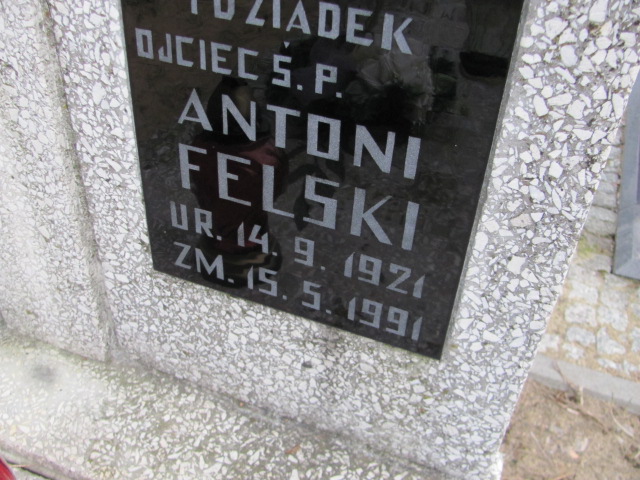 DZIADEK
OJCIEC Ś. P.
ANTONI
FELSKI
UR. 14. 9. 1921
ZM. 15. 5. 1991